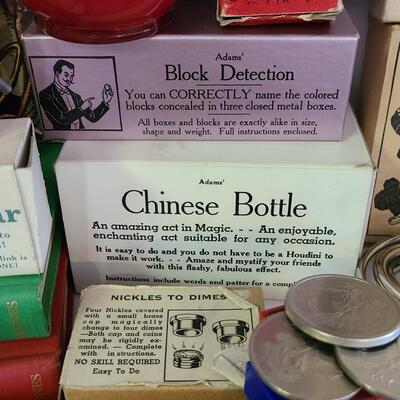 Adams'
Block Detection
You can CORRECTLY name the colored
blocks concealed in three closed metal boxes.
All boxes and blocks are exactly alike in size,
shape and weight. Full instructions enclosed.
Adams'
Chinese Bottle
An amazing act in Magic. - - An enjoyable,
enchanting act suitable for any occasion.
It is easy to do and you do not have to be a Houdini to
make it work. - - Amaze and mystify your friends
with this flashy, fabulous effect.
Instructions include words and patter for a comp
NICKLES TO DIMES
Four Nickles covered
with a small brass
cap magically
change to four dimes
—Both cap and coins
may be rigidly ex-
amined. — Complete
with instructions.
NO SKILL REQUIRED
Easy To Do
ar
to
S!
link is
ONE!